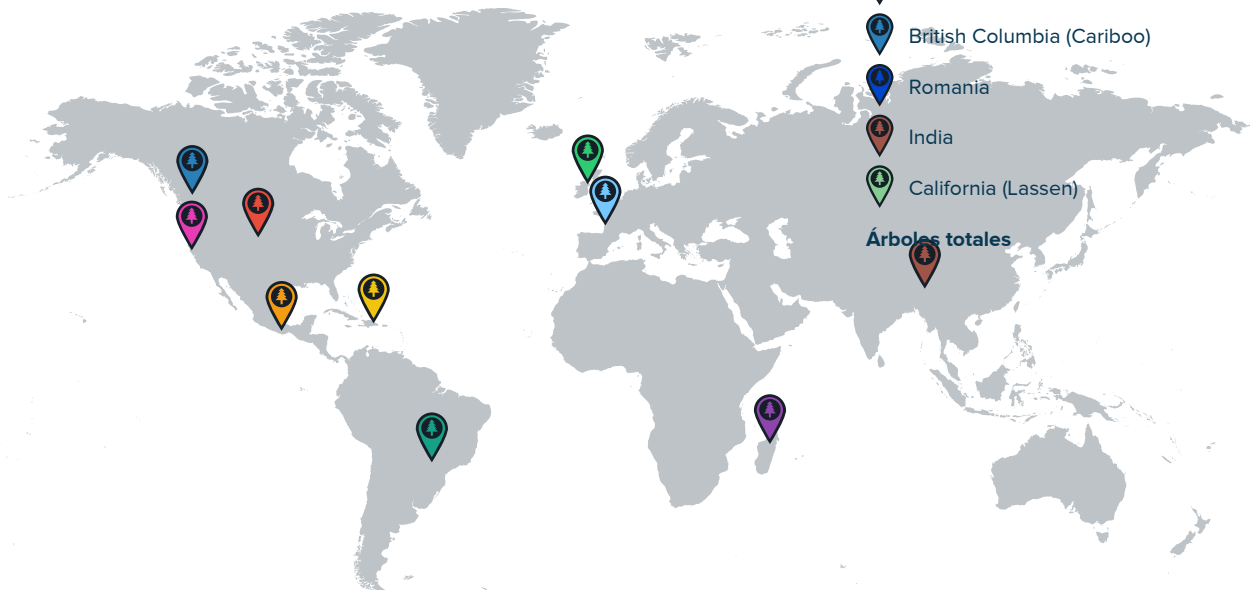 British Columbia (Cariboo)
Romania
India
California (Lassen)
Árboles totales